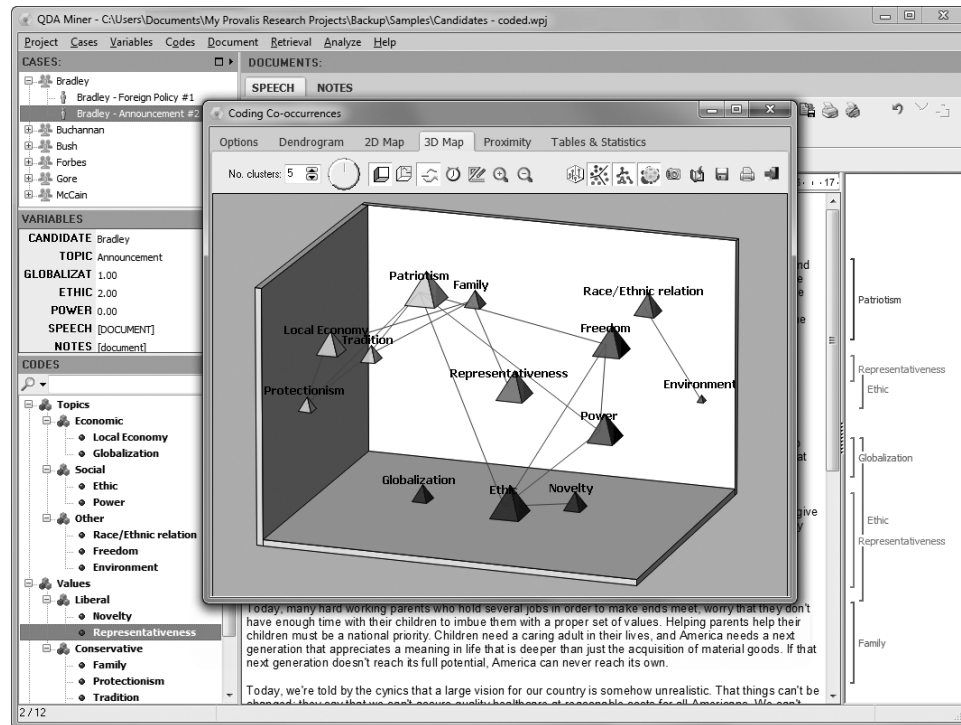 QDA Miner - C:\Users\Documents\My Provalis Research Projects\Backup\Samples\Candidates - coded.wpj
Project Cases Variables Codes Document Retrieval Analyze Help
CASES:
Bradley
Bradley - Foreign Policy #1
Bradley - Announcement #2
Buchannan
Bush
Forbes
Gore
McCain
VARIABLES
CANDIDATE Bradley
TOPIC Announcement
GLOBALIZAT 1.00
ETHIC 2.00
POWER 0.00
SPEECH [DOCUMENT]
NOTES [document]
CODES
Topics
Economic
Local Economy
Globalization
Social
Ethic
Power
Other
Race/Ethnic relation
Freedom
Environment
Values
Liberal
Novelty
Representativeness
Conservative
Family
Protectionism
Tradition
2 / 12
DOCUMENTS:
SPEECH NOTES
Coding Co-occurrences
Options Dendrogram 2D Map 3D Map Proximity Tables & Statistics
No. clusters: 5
Patriotism
Family
Race/Ethnic relation
Local Economy
Tradition
Freedom
Representativeness
Environment
Protectionism
Power
Globalization
Ethic
Novelty
17
give
Today, many hard working parents who hold several jobs in order to make ends meet, worry that they don't
have enough time with their children to imbue them with a proper set of values. Helping parents help their
children must be a national priority. Children need a caring adult in their lives, and America needs a next
generation that appreciates a meaning in life that is deeper than just the acquisition of material goods. If that
next generation doesn't reach its full potential, America can never reach its own.
Today, we're told by the cynics that a large vision for our country is somehow unrealistic. That things can't be
Patriotism
Representativeness
Ethic
Globalization
Ethic
Representativeness
Family